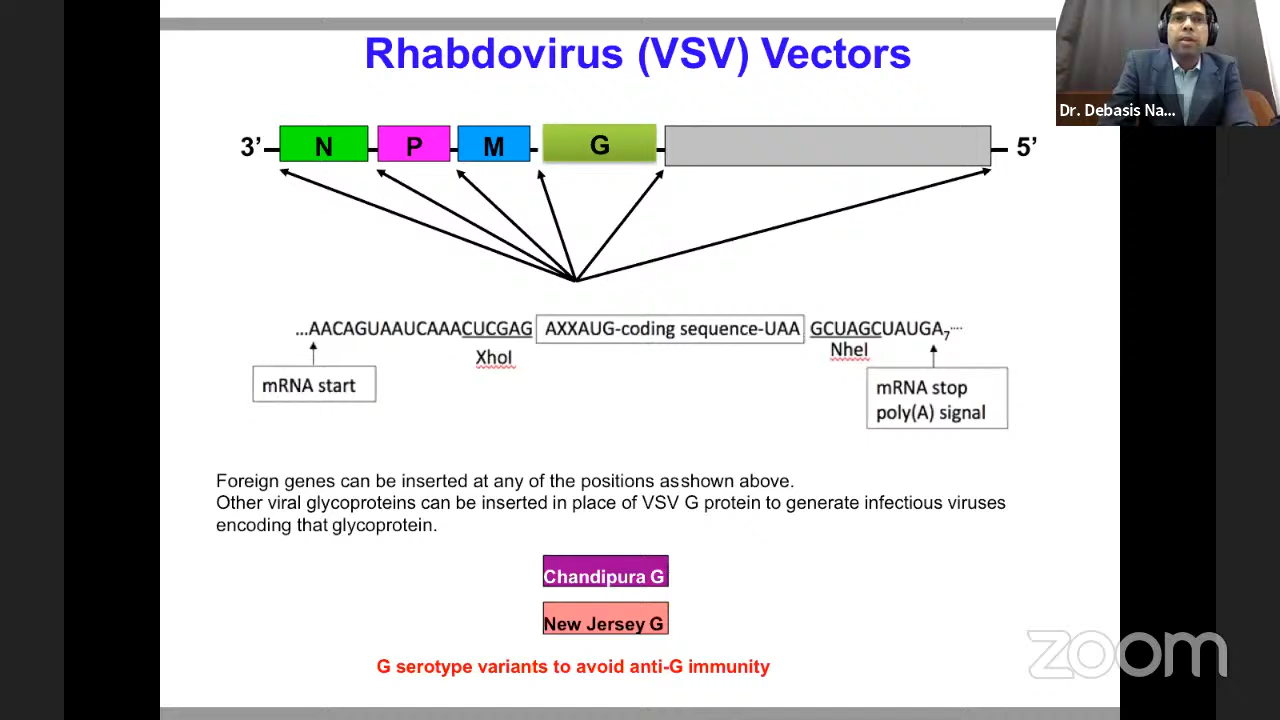 Rhabdovirus (VSV) Vectors
Dr. Debasis Na...
3’ N P M G 5’
...AACAGUAAUCAAACUCGAG AXXAUG-coding sequence-UAA GCUAGCUAUGA7....
XhoI NheI
mRNA start
mRNA stop
poly(A) signal
Foreign genes can be inserted at any of the positions asshown above.
Other viral glycoproteins can be inserted in place of VSV G protein to generate infectious viruses
encoding that glycoprotein.
Chandipura G
New Jersey G
G serotype variants to avoid anti-G immunity
zoom